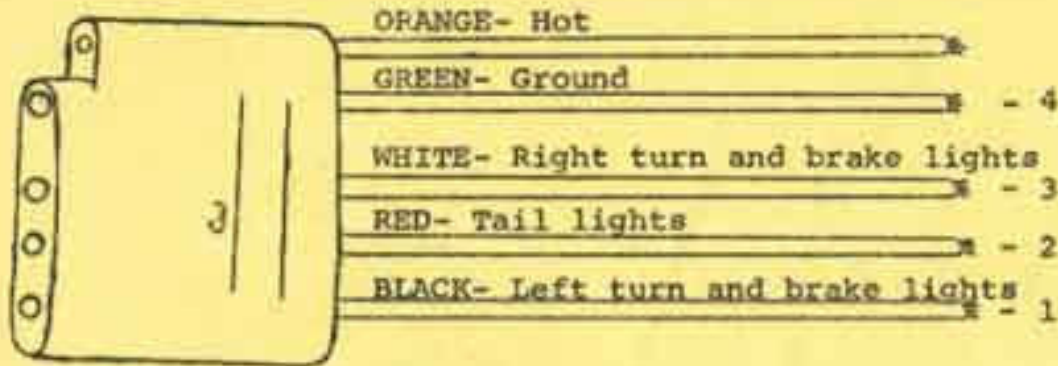 ORANGE- Hot
GREEN- Ground
- 4
WHITE- Right turn and brake lights
- 3
RED- Tail lights
- 2
BLACK- Left turn and brake lights
- 1
J